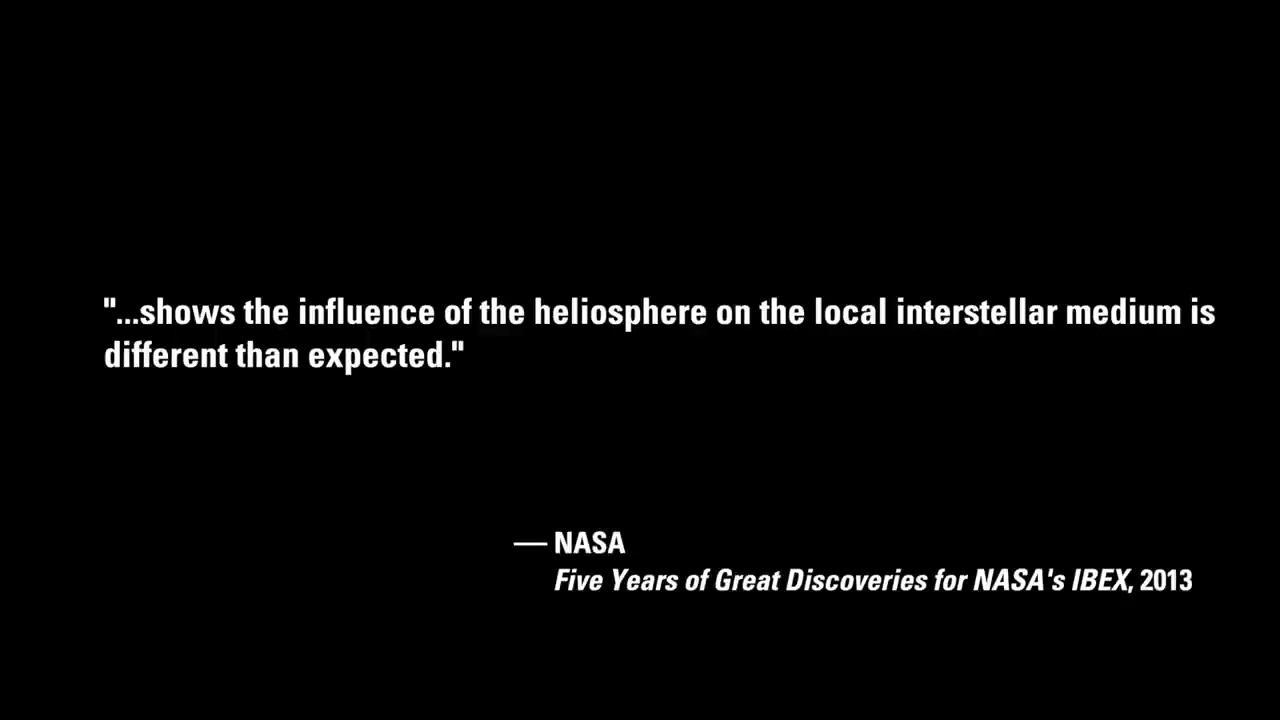 "...shows the influence of the heliosphere on the local interstellar medium is
different than expected."
— NASA
Five Years of Great Discoveries for NASA's IBEX, 2013